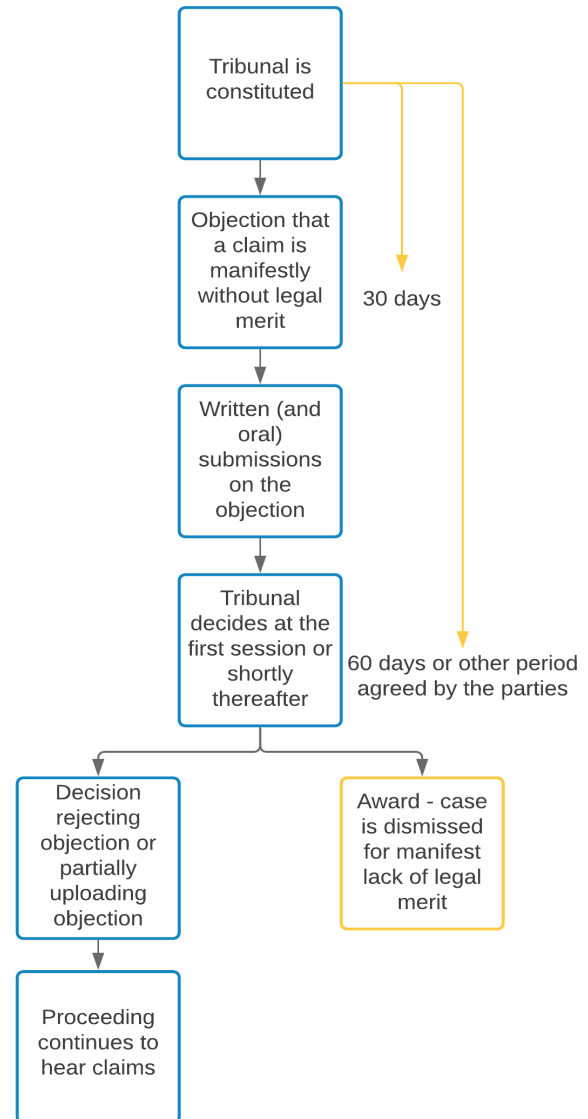 Tribunal is
constituted
Objection that
a claim is
manifestly
without legal
merit
30 days
Written (and
oral)
submissions
on the
objection
Tribunal
decides at the
first session or
shortly
thereafter
60 days or other period
agreed by the parties
Decision
rejecting
objection or
partially
uploading
objection
Award - case
is dismissed
for manifest
lack of legal
merit
Proceeding
continues to
hear claims